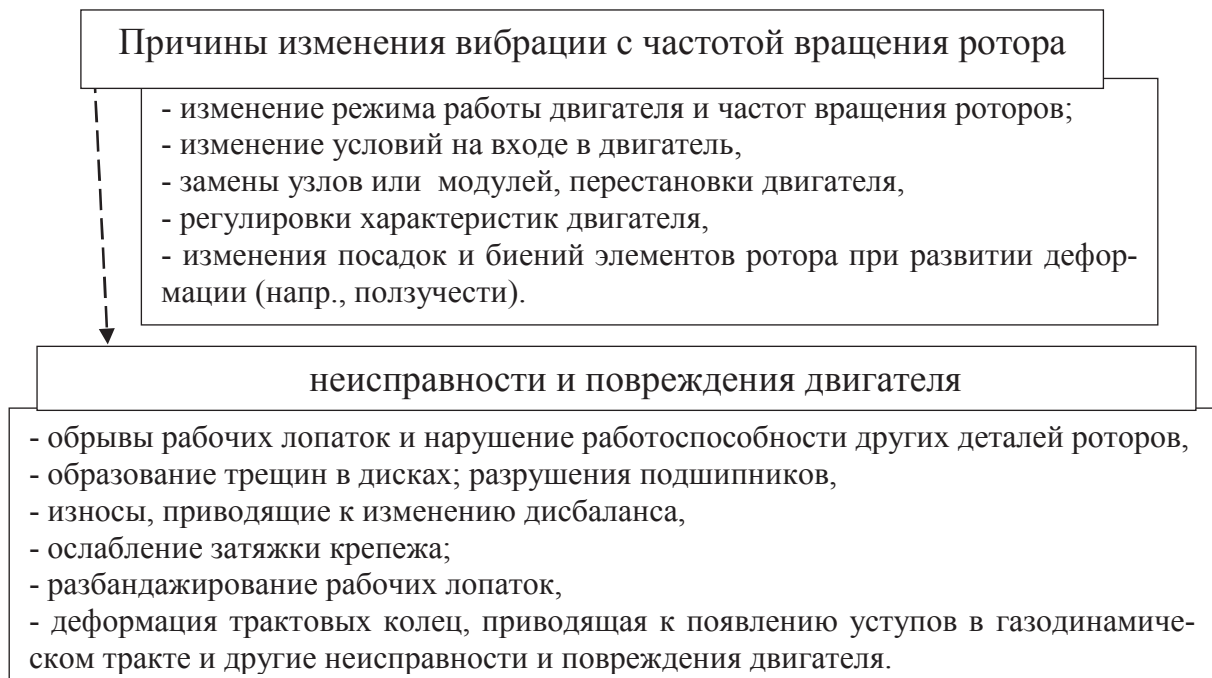 Причины изменения вибрации с частотой вращения ротора
- изменение режима работы двигателя и частот вращения роторов;
- изменение условий на входе в двигатель,
- замены узлов или модулей, перестановки двигателя,
- регулировки характеристик двигателя,
- изменения посадок и биений элементов ротора при развитии дефор-
мации (напр., ползучести).
неисправности и повреждения двигателя
- обрывы рабочих лопаток и нарушение работоспособности других деталей роторов,
- образование трещин в дисках; разрушения подшипников,
- износы, приводящие к изменению дисбаланса,
- ослабление затяжки крепежа;
- разбандажирование рабочих лопаток,
- деформация трактовых колец, приводящая к появлению уступов в газодинамиче-
ском тракте и другие неисправности и повреждения двигателя.